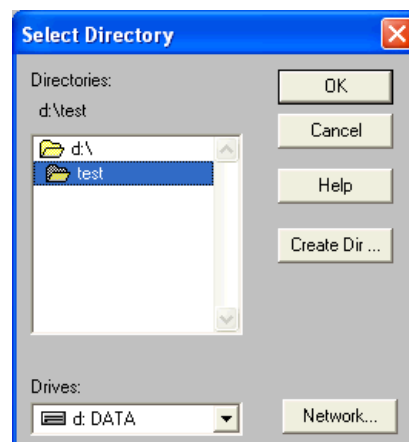 Select Directory
Directories:
d:\test
d:\
test
OK
Cancel
Help
Create Dir ...
Drives:
d: DATA
Network...